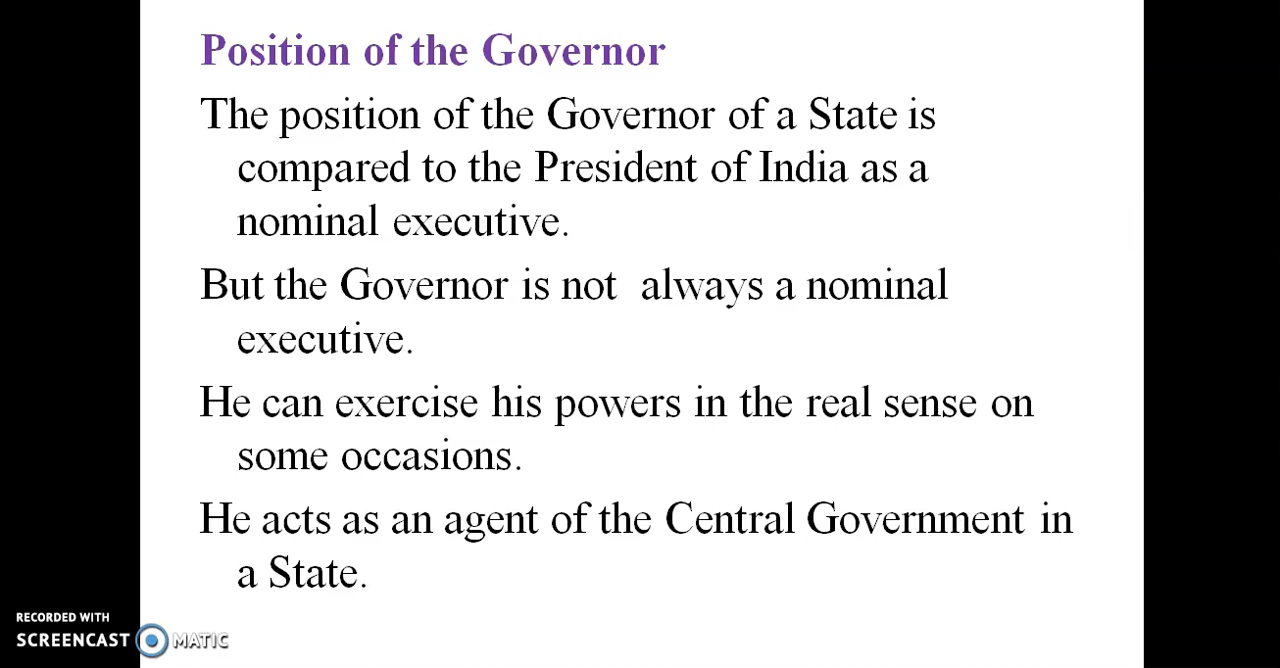 Position of the Governor
The position of the Governor of a State is
compared to the President of India as a
nominal executive.
But the Governor is not  always a nominal
executive.
He can exercise his powers in the real sense on
some occasions.
He acts as an agent of the Central Government in
a State.
RECORDED WITH
SCREENCAST MATIC